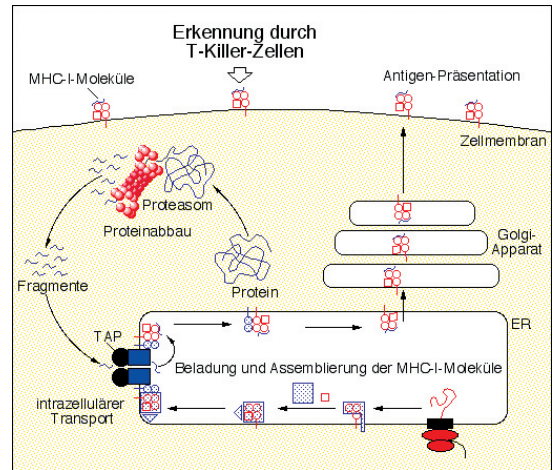 Erkennung durch
T-Killer-Zellen
MHC-I-Moleküle
Antigen-Präsentation
Zellmembran
Proteasom
Proteinabbau
Golgi-
Apparat
Fragmente
Protein
TAP
ER
Beladung und Assemblierung der MHC-I-Moleküle
intrazellulärer
Transport